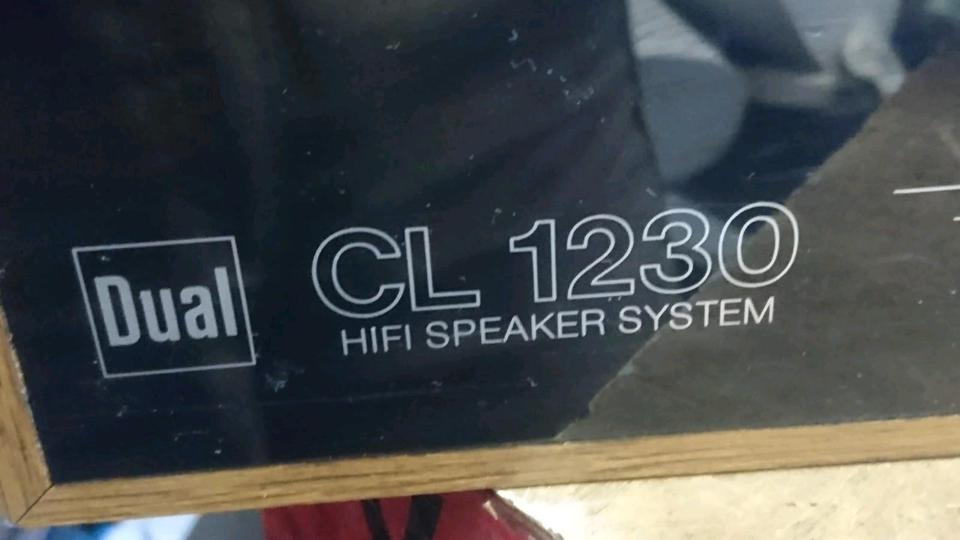 Dual
CL 1230
HIFI SPEAKER SYSTEM